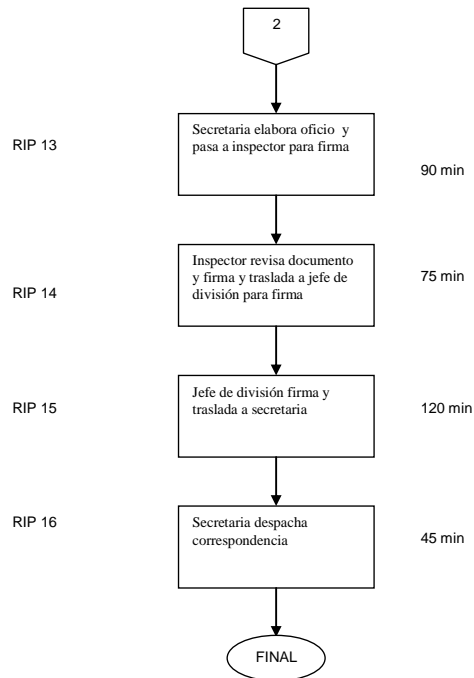 2
RIP 13
Secretaria elabora oficio y
pasa a inspector para firma
90 min
RIP 14
Inspector revisa documento
y firma y traslada a jefe de
división para firma
75 min
RIP 15
Jefe de división firma y
traslada a secretaria
120 min
RIP 16
Secretaria despacha
correspondencia
45 min
FINAL